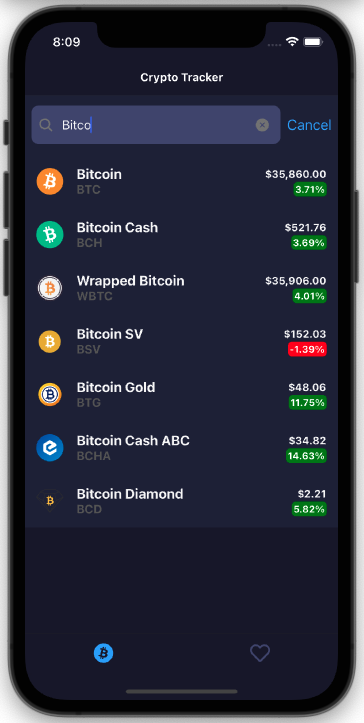 8:09
Crypto Tracker
Bitco
Cancel
Bitcoin
$35,860.00
BTC
3.71%
Bitcoin Cash
$521.76
BCH
3.69%
Wrapped Bitcoin
$35,906.00
WBTC
4.01%
Bitcoin SV
$152.03
BSV
-1.39%
Bitcoin Gold
$48.06
BTG
11.75%
Bitcoin Cash ABC
$34.82
BCHA
14.63%
Bitcoin Diamond
$2.21
BCD
5.82%